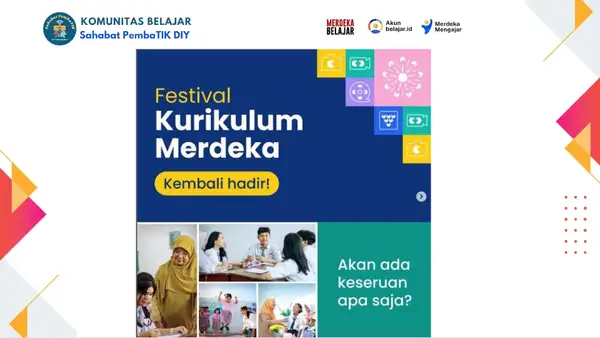 KOMUNITAS BELAJAR
Sahabat PembaTIK DIY
MERDEKA
BELAJAR
Akun
belajar.id
Merdeka
Mengajar
Festival
Kurikulum
Merdeka
Kembali hadir!
Akan ada
keseruan
apa saja?